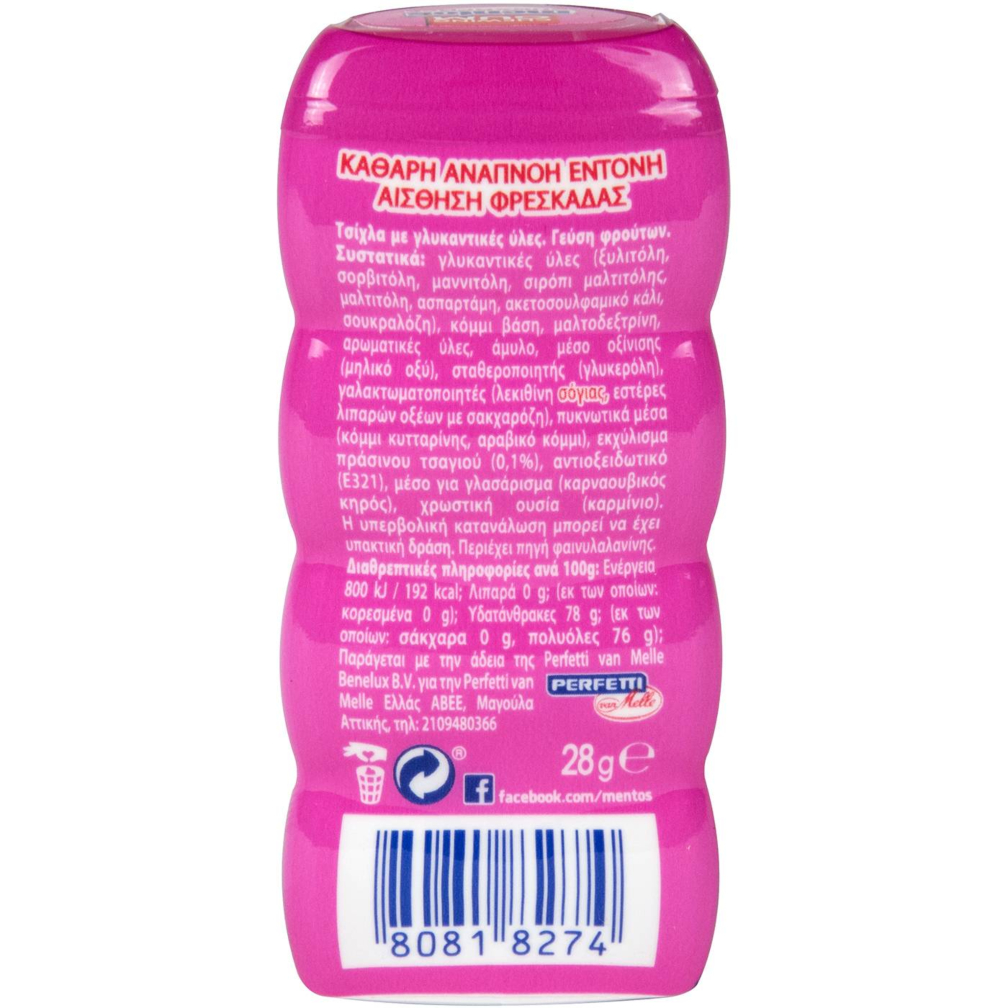 ΚΑΘΑΡΗ ΑΝΑΠΝΟΗ ΕΝΤΟΝΗ
ΑΙΣΘΗΣΗ ΦΡΕΣΚΑΔΑΣ
Τσίχλα με γλυκαντικές ύλες. Γεύση φρούτων.
Συστατικά: γλυκαντικές ύλες (ξυλιτόλη,
σορβιτόλη, μαννιτόλη, σιρόπι μαλτιτόλης,
μαλτιτόλη, ασπαρτάμη, ακετοσουλφαμικό κάλι,
σουκραλόζη), κόμμι βάση, μαλτοδεξτρίνη,
αρωματικές ύλες, άμυλο, μέσο οξίνισης
(μηλικό οξύ), σταθεροποιητής (γλυκερόλη),
γαλακτωματοποιητές (λεκιθίνη σόγιας, εστέρες
λιπαρών οξέων με σακχαρόζη), πυκνωτικά μέσα
(κόμμι κυτταρίνης, αραβικό κόμμι), εκχύλισμα
πράσινου τσαγιού (0,1%), αντιοξειδωτικό
(Ε321), μέσο για γλασάρισμα (καρναουβικός
κηρός), χρωστική ουσία (καρμίνιο).
Η υπερβολική κατανάλωση μπορεί να έχει
υπακτική δράση. Περιέχει πηγή φαινυλαλανίνης.
Διαθρεπτικές πληροφορίες ανά 100g: Ενέργεια
800 kJ / 192 kcal; Λιπαρά 0 g; (εκ των οποίων:
κορεσμένα 0 g); Υδατάνθρακες 78 g; (εκ των
οποίων: σάκχαρα 0 g, πολυόλες 76 g);
Παράγεται με την άδεια της Perfetti van Melle
Benelux B.V. για την Perfetti van
Melle Ελλάς ΑΒΕΕ, Μαγούλα
Αττικής, τηλ: 2109480366
PERFETTI
van Melle
28 g e
facebook.com/mentos
8081 8274